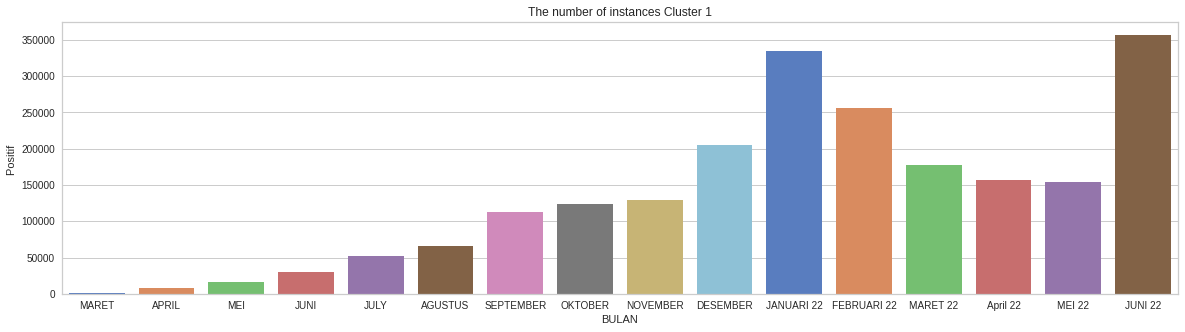 The number of instances Cluster 1
Positif
350000
300000
250000
200000
150000
100000
50000
0
MARET APRIL MEI JUNI JULY AGUSTUS SEPTEMBER OKTOBER NOVEMBER DESEMBER JANUARI 22 FEBRUARI 22 MARET 22 April 22 MEI 22 JUNI 22
BULAN